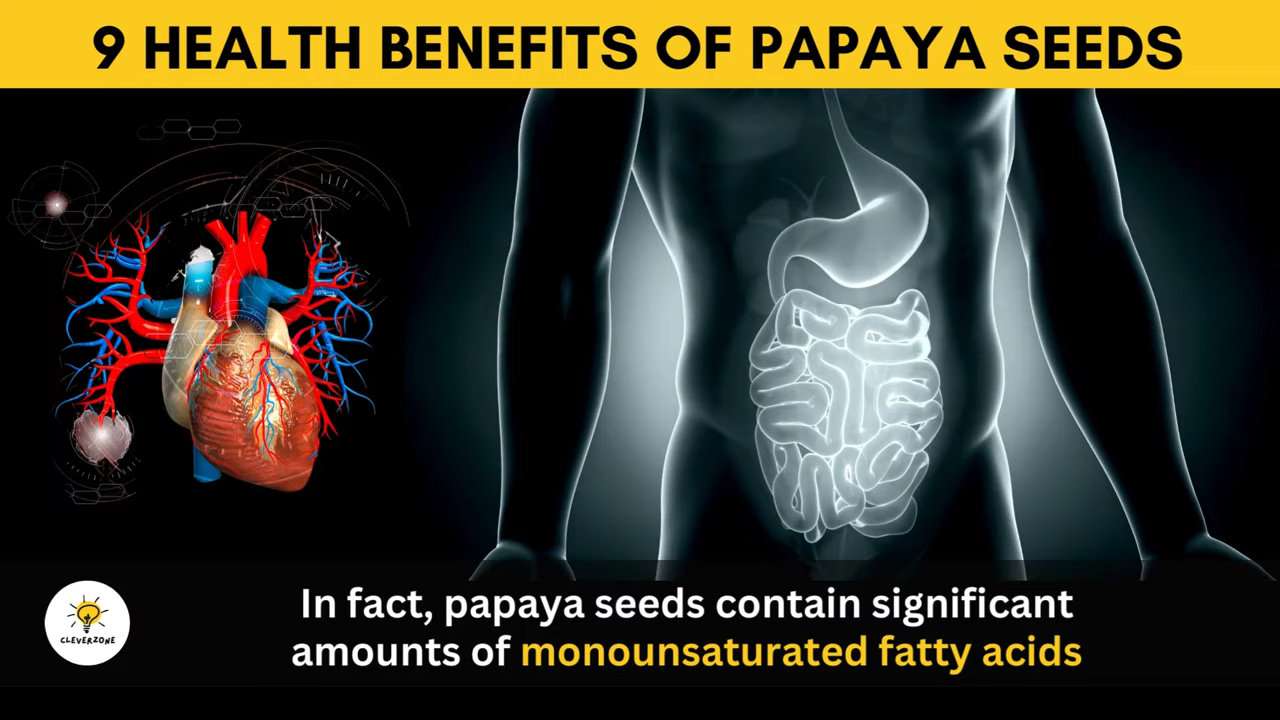 9 HEALTH BENEFITS OF PAPAYA SEEDS
In fact, papaya seeds contain significant
amounts of monounsaturated fatty acids
CLEVERZONE